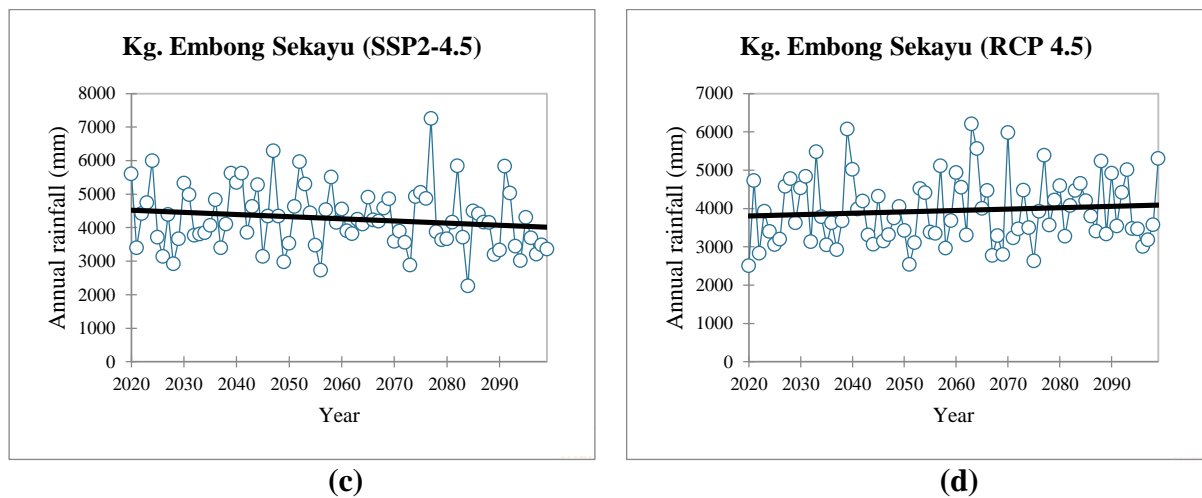 Kg. Embong Sekayu (SSP2-4.5)
Annual rainfall (mm)
8000
7000
6000
5000
4000
3000
2000
1000
0
2020 2030 2040 2050 2060 2070 2080 2090
Year
(c)
Kg. Embong Sekayu (RCP 4.5)
Annual rainfall (mm)
7000
6000
5000
4000
3000
2000
1000
0
2020 2030 2040 2050 2060 2070 2080 2090
Year
(d)